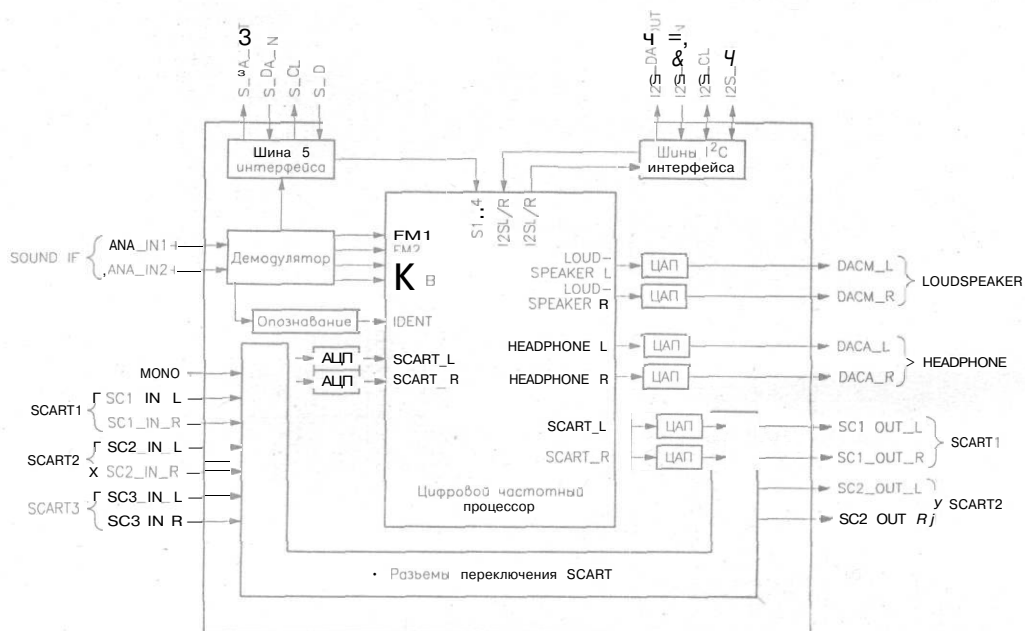 S_DA_N
S_CL
S_D
I2S_CL
Шина 5
интерфейса
Шины I²C
интерфейса
S1...4
I2SL/R
I2SL/R
SOUND IF
ANA_IN1+
ANA_IN2+
Демодулятор
FM1
FM2
K
B
Опознавание
IDENT
LOUD-
SPEAKER L
LOUD-
SPEAKER R
ЦАП
ЦАП
DACM_L
DACM_R
LOUDSPEAKER
АЦП
АЦП
SCART_L
SCART_R
HEADPHONE L
HEADPHONE R
ЦАП
ЦАП
DACA_L
DACA_R
HEADPHONE
MONO
SCART1
SC1 IN L
SC1_IN_R
SCART2
SC2_IN_L
SC2_IN_R
SCART3
SC3_IN_L
SC3 IN R
SCART_L
SCART_R
ЦАП
ЦАП
SC1 OUT_L
SC1_OUT_R
SCART1
SC2_OUT_L
SC2 OUT R
SCART2
Цифровой частотный
процессор
Разъемы переключения SCART